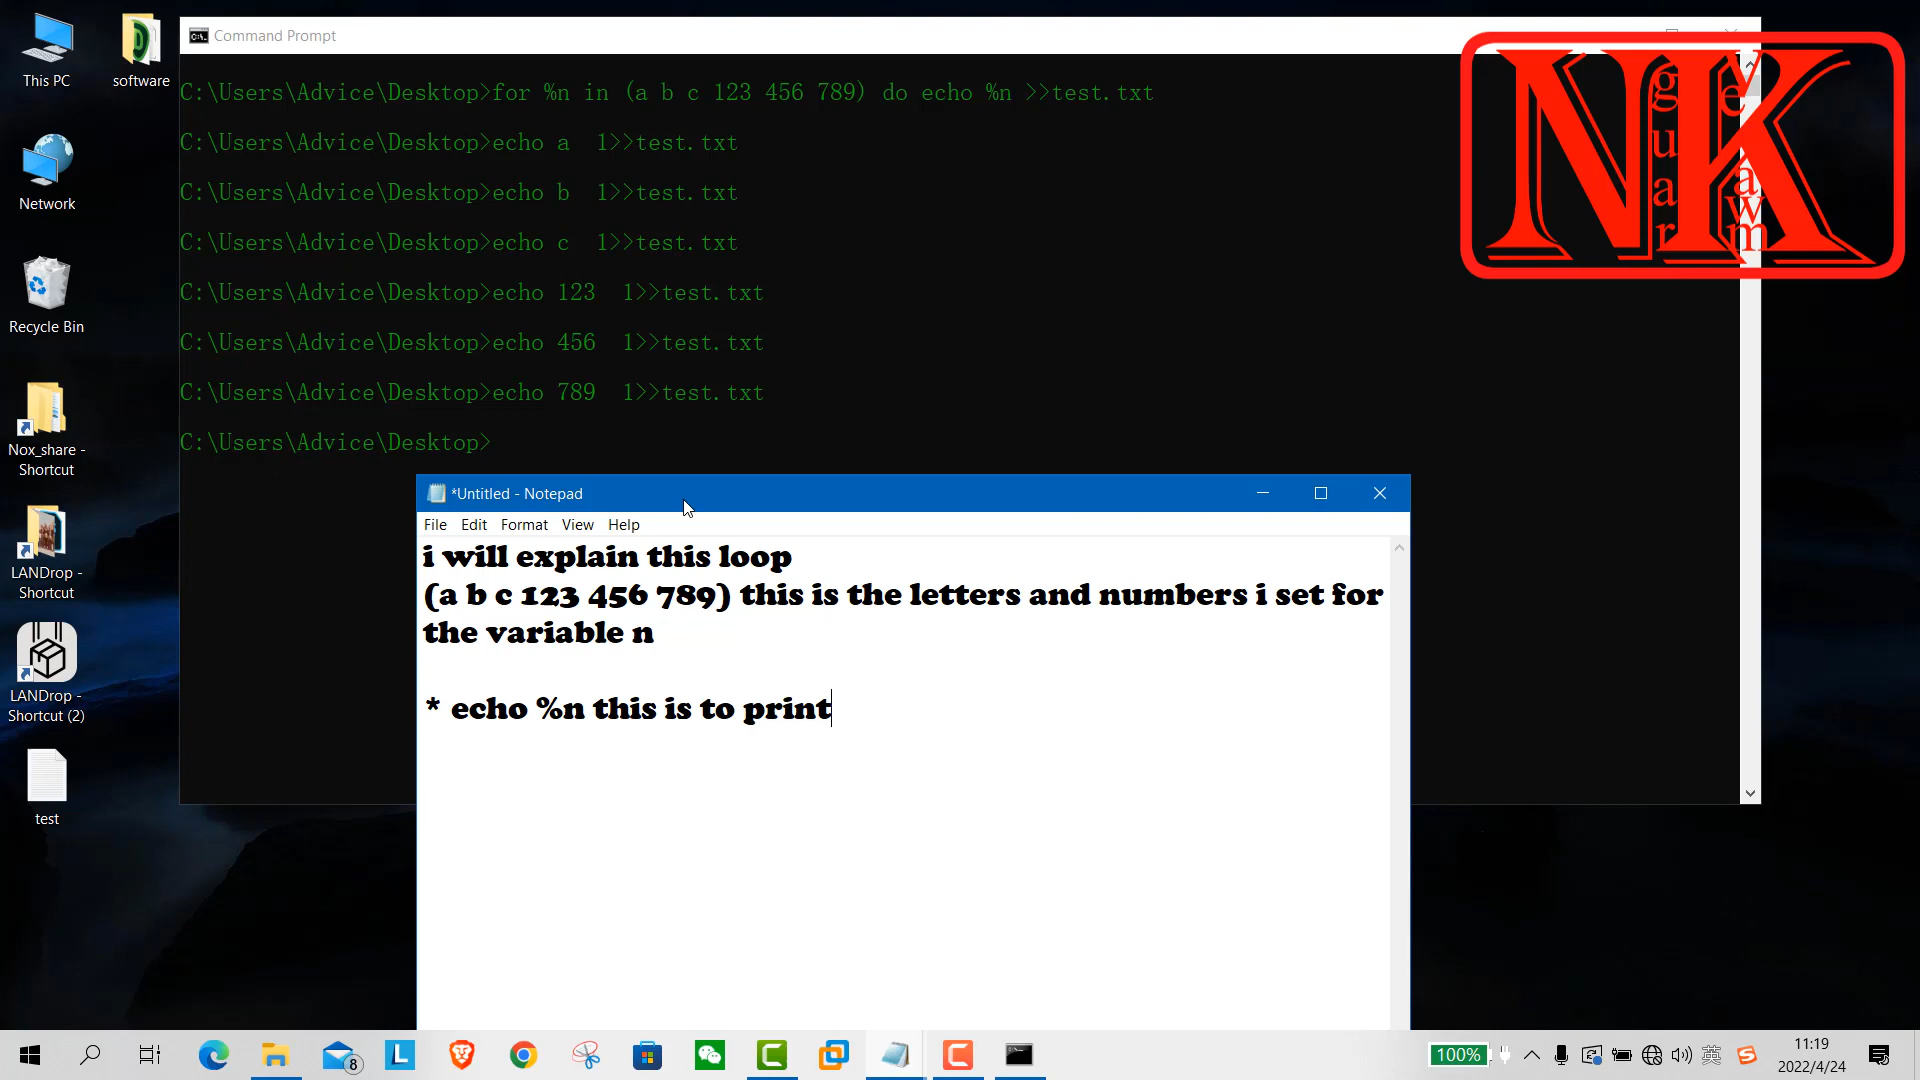 This PC
software
Network
Recycle Bin
Nox_share -
Shortcut
LANDrop -
Shortcut
LANDrop -
Shortcut (2)
test
Command Prompt
C:\Users\Advice\Desktop>for %n in (a b c 123 456 789) do echo %n >>test.txt
C:\Users\Advice\Desktop>echo a  1>>test.txt
C:\Users\Advice\Desktop>echo b  1>>test.txt
C:\Users\Advice\Desktop>echo c  1>>test.txt
C:\Users\Advice\Desktop>echo 123  1>>test.txt
C:\Users\Advice\Desktop>echo 456  1>>test.txt
C:\Users\Advice\Desktop>echo 789  1>>test.txt
C:\Users\Advice\Desktop>
NK
*Untitled - Notepad
File Edit Format View Help
i will explain this loop
(a b c 123 456 789) this is the letters and numbers i set for
the variable n
* echo %n this is to print
8
L
100%
英
11:19
2022/4/24